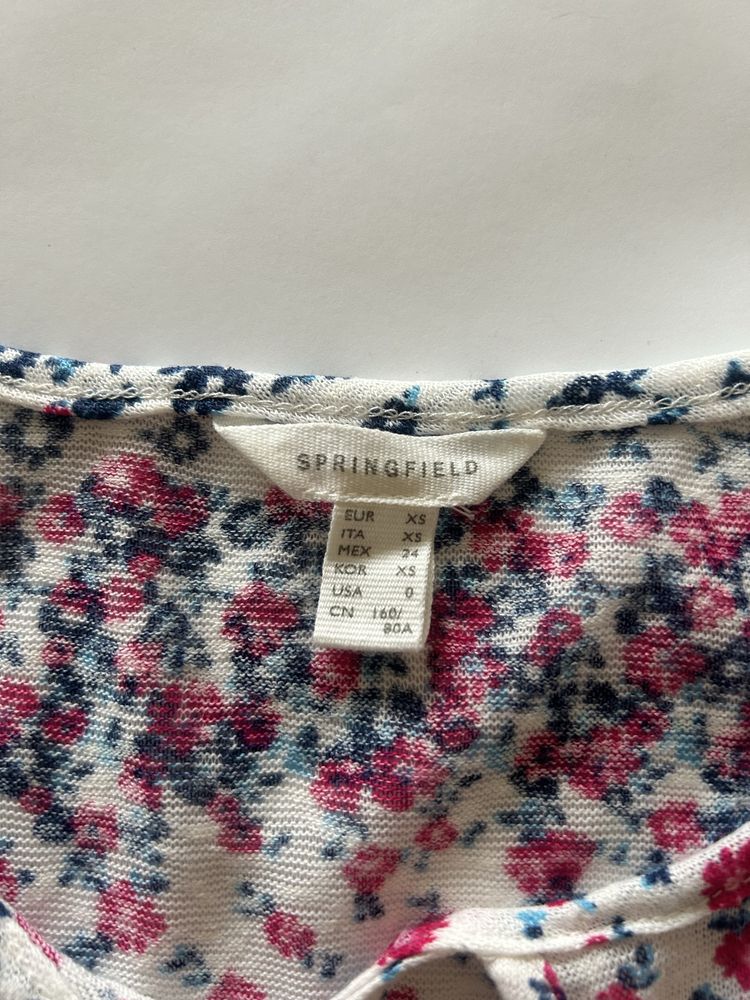 SPRINGFIELD
EUR XS
ITA XS
MEX 24
KOR XS
USA 0
CN 160/
80A